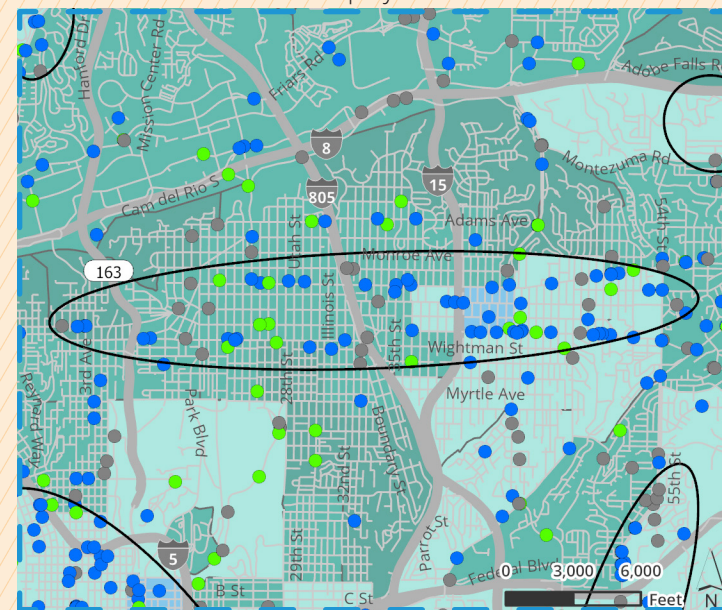 Hanford Dr
Mission Center Rd
Friars Rd
Adobe Falls R
8
805
15
Montezuma Rd
Cam del Rio S
Utah St
Adams Ave
54th St
Monroe Ave
163
Illinois St
35th St
Wightman St
3rd Ave
28th St
Myrtle Ave
Reynard Way
Park Blvd
Boundary St
32nd St
55th St
Parrot St
29th St
5
Federal Blvd
0 3,000 6,000
B St
C St
Feet
N